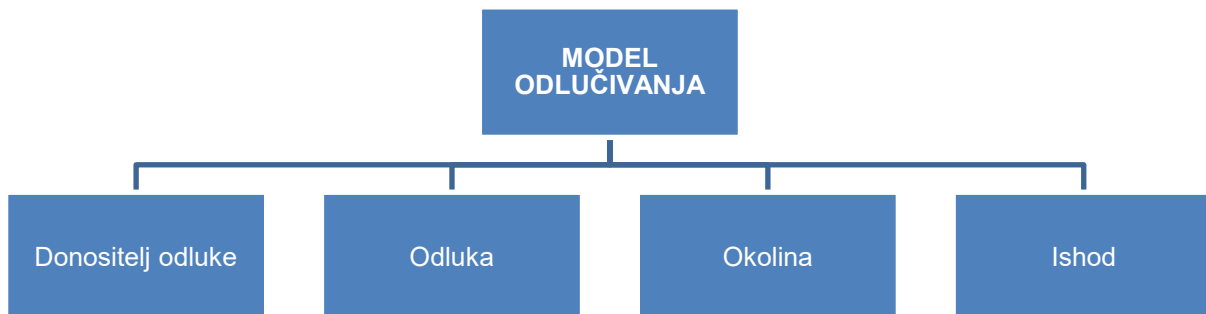 MODEL
ODLUČIVANJA
Donositelj odluke
Odluka
Okolina
Ishod